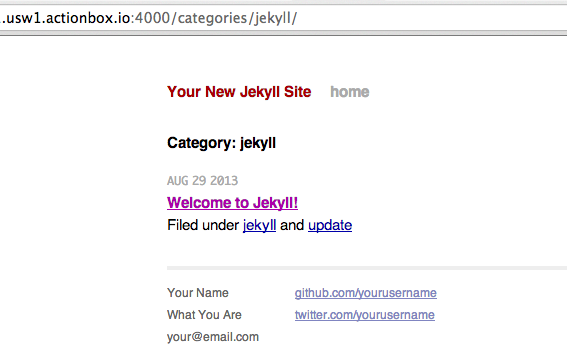 .usw1.actionbox.io:4000/categories/jekyll/
Your New Jekyll Site home
Category: jekyll
AUG 29 2013
Welcome to Jekyll!
Filed under jekyll and update
Your Name github.com/yourusername
What You Are twitter.com/yourusername
your@email.com